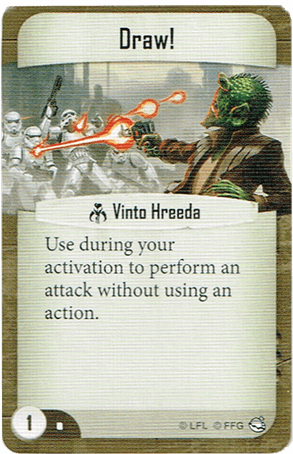 Draw!
Vinto Hreeda
Use during your
activation to perform an
attack without using an
action.
1
© LFL © FFG